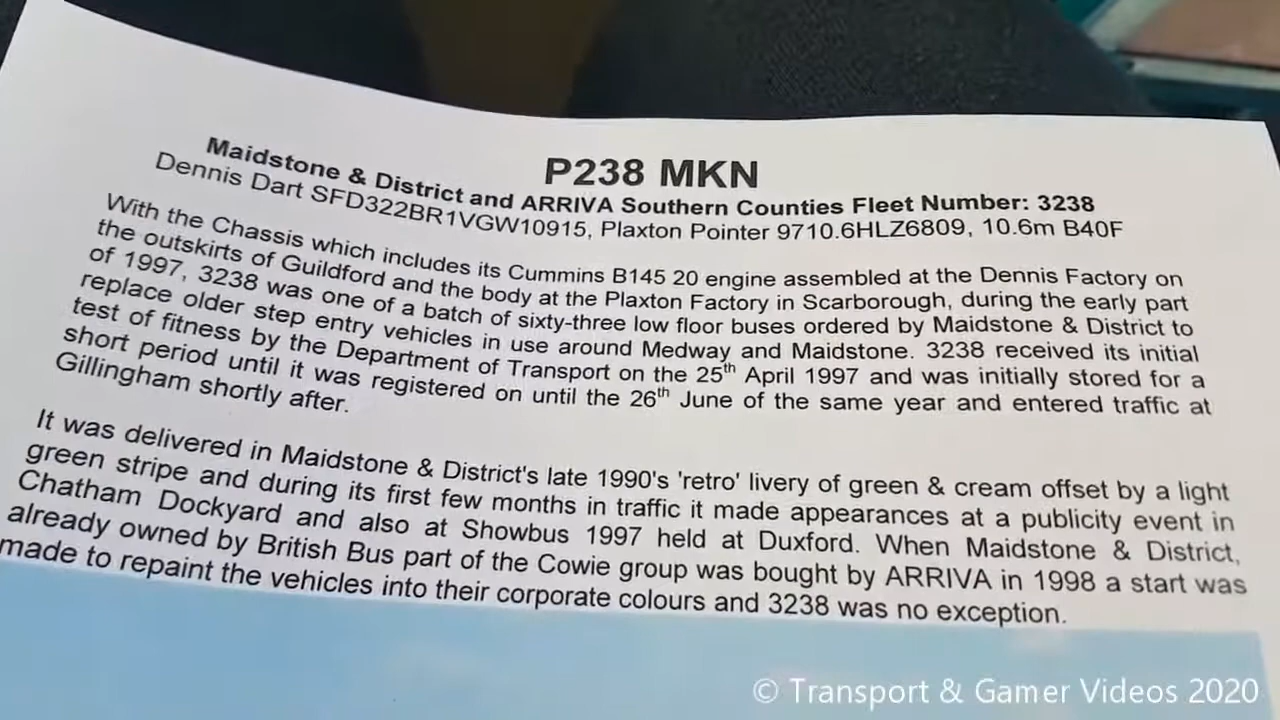 P238 MKN
Maidstone & District and ARRIVA Southern Counties Fleet Number: 3238
Dennis Dart SFD322BR1VGW10915, Plaxton Pointer 9710.6HLZ6809, 10.6m B40F
With the Chassis which includes its Cummins B145 20 engine assembled at the Dennis Factory on
the outskirts of Guildford and the body at the Plaxton Factory in Scarborough, during the early part
of 1997, 3238 was one of a batch of sixty-three low floor buses ordered by Maidstone & District to
replace older step entry vehicles in use around Medway and Maidstone. 3238 received its initial
test of fitness by the Department of Transport on the 25th April 1997 and was initially stored for a
short period until it was registered on until the 26th June of the same year and entered traffic at
Gillingham shortly after.
It was delivered in Maidstone & District's late 1990's 'retro' livery of green & cream offset by a light
green stripe and during its first few months in traffic it made appearances at a publicity event in
Chatham Dockyard and also at Showbus 1997 held at Duxford. When Maidstone & District,
already owned by British Bus part of the Cowie group was bought by ARRIVA in 1998 a start was
made to repaint the vehicles into their corporate colours and 3238 was no exception.
© Transport & Gamer Videos 2020